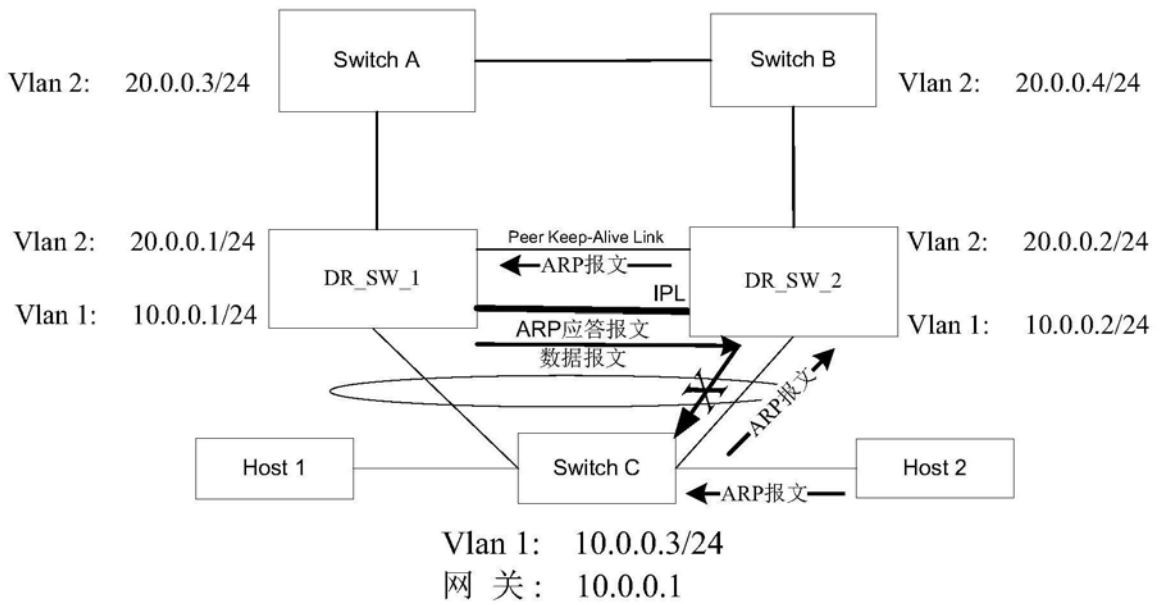 Switch A
Switch B
Vlan 2: 20.0.0.3/24
Vlan 2: 20.0.0.4/24
Vlan 2: 20.0.0.1/24
Peer Keep-Alive Link
Vlan 2: 20.0.0.2/24
ARP报文
DR_SW_1
DR_SW_2
IPL
Vlan 1: 10.0.0.1/24
ARP应答报文
Vlan 1: 10.0.0.2/24
数据报文
X
ARP报文
Host 1
Switch C
Host 2
ARP报文
Vlan 1: 10.0.0.3/24
网 关: 10.0.0.1